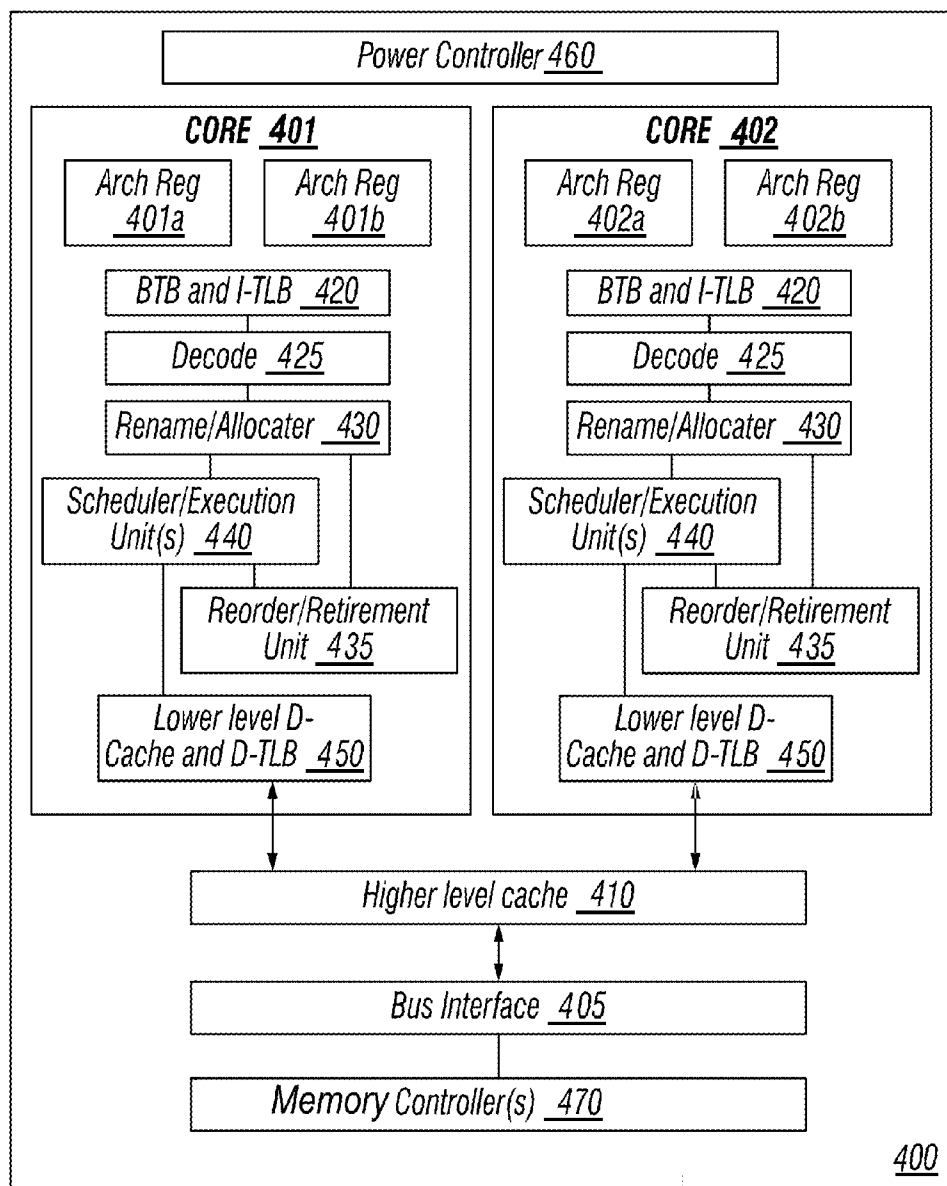 Power Controller 460
CORE 401
Arch Reg
401a
Arch Reg
401b
BTB and I-TLB 420
Decode 425
Rename/Allocater 430
Scheduler/Execution
Unit(s) 440
Reorder/Retirement
Unit 435
Lower level D-
Cache and D-TLB 450
CORE 402
Arch Reg
402a
Arch Reg
402b
BTB and I-TLB 420
Decode 425
Rename/Allocater 430
Scheduler/Execution
Unit(s) 440
Reorder/Retirement
Unit 435
Lower level D-
Cache and D-TLB 450
Higher level cache 410
Bus Interface 405
Memory Controller(s) 470
400